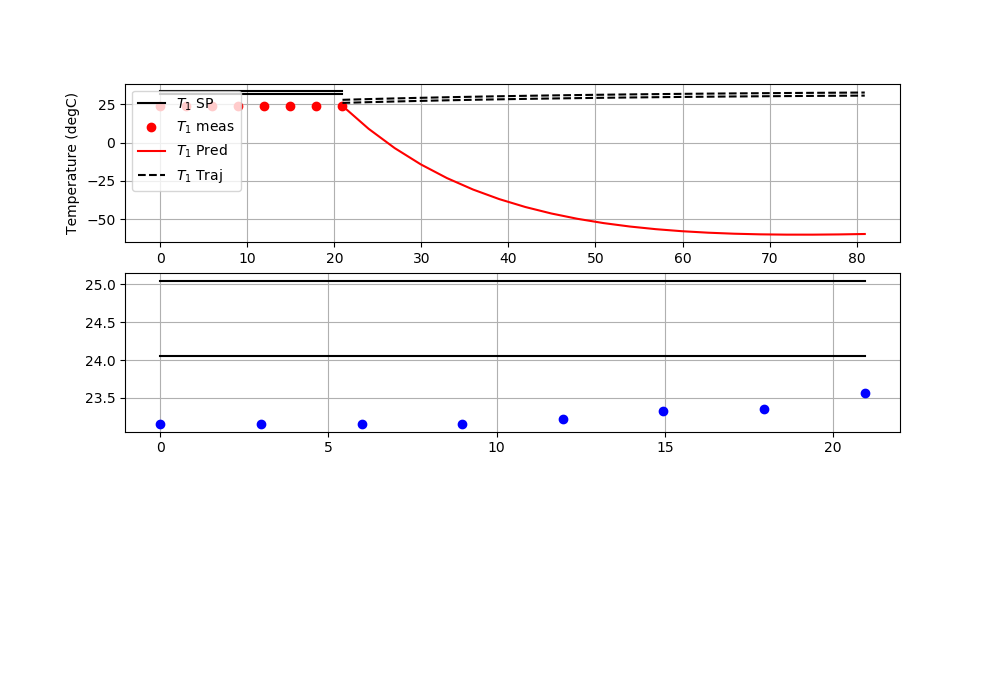 Temperature (degC)
25
0
−25
−50
T₁ SP
T₁ meas
T₁ Pred
T₁ Traj
0 10 20 30 40 50 60 70 80
25.0
24.5
24.0
23.5
0 5 10 15 20